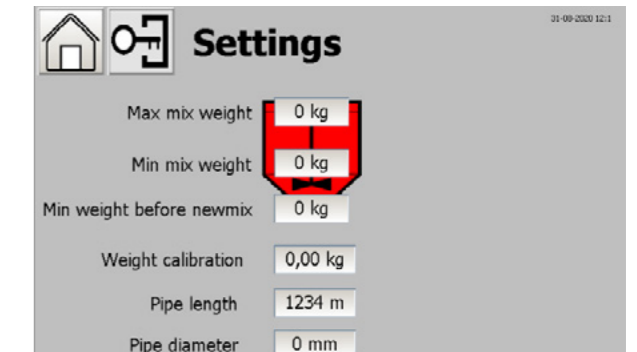 Settings
31-08-2020 12:1
Max mix weight 0 kg
Min mix weight 0 kg
Min weight before newmix 0 kg
Weight calibration 0,00 kg
Pipe length 1234 m
Pipe diameter 0 mm